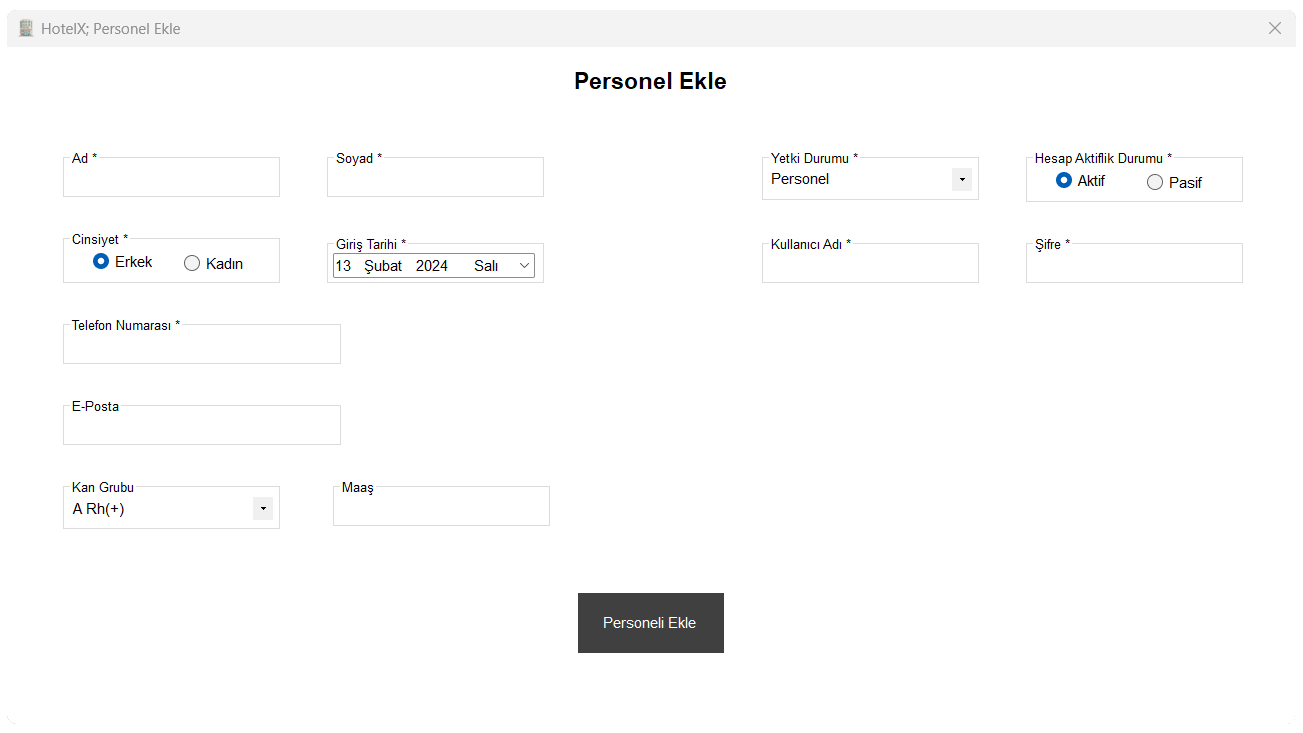 HotelX; Personel Ekle
Personel Ekle
Ad *
Soyad *
Yetki Durumu *
Personel
Hesap Aktiflik Durumu *
Aktif
Pasif
Cinsiyet *
Erkek
Kadın
Giriş Tarihi *
13 Şubat 2024 Salı
Kullanıcı Adı *
Şifre *
Telefon Numarası *
E-Posta
Kan Grubu
A Rh(+)
Maaş
Personeli Ekle